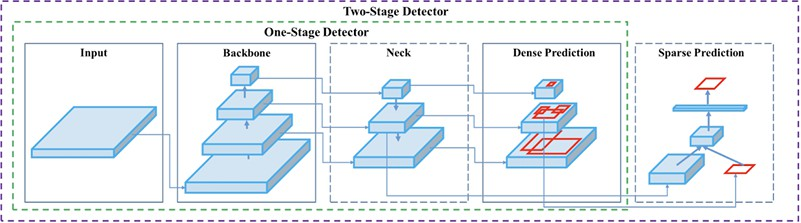 Two-Stage Detector
One-Stage Detector
Input
Backbone
Neck
Dense Prediction
Sparse Prediction